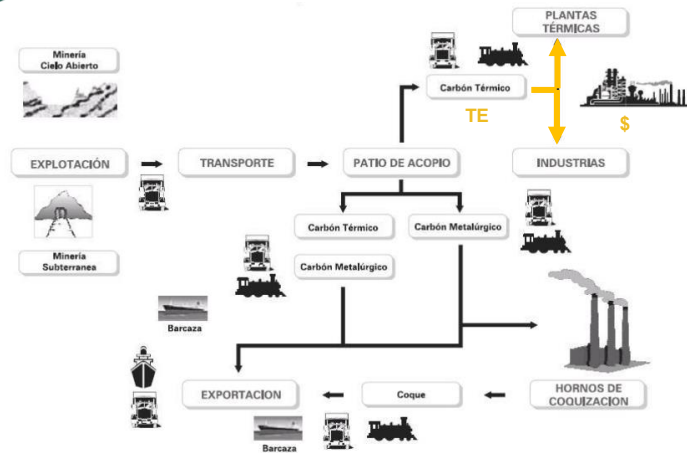 PLANTAS
TÉRMICAS
Minería
Cielo Abierto
Carbón Térmico
TE
$
EXPLOTACIÓN
TRANSPORTE
PATIO DE ACOPIO
INDUSTRIAS
Carbón Térmico
Carbón Metalúrgico
Minería
Subterranea
Carbón Metalúrgico
Barcaza
EXPORTACION
Coque
HORNOS DE
COQUIZACION
Barcaza